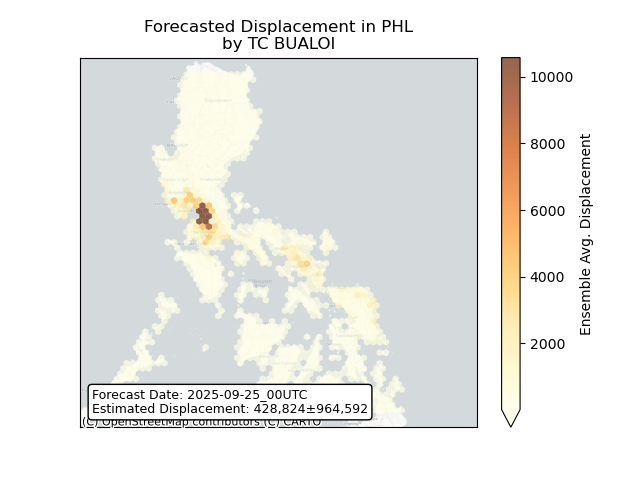 Forecasted Displacement in PHL
by TC BUALOI
10000
8000
6000
4000
2000
Ensemble Avg. Displacement
Forecast Date: 2025-09-25_00UTC
Estimated Displacement: 428,824±964,592
(C) OpenStreetMap contributors (C) CARTO